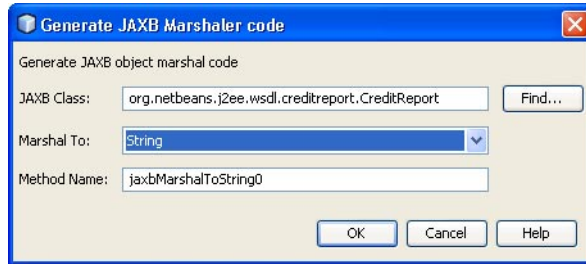 Generate JAXB Marshaler code
Generate JAXB object marshal code
JAXB Class: org.netbeans.j2ee.wsdl.creditreport.CreditReport Find...
Marshal To: String
Method Name: jaxbMarshalToString0
OK Cancel Help